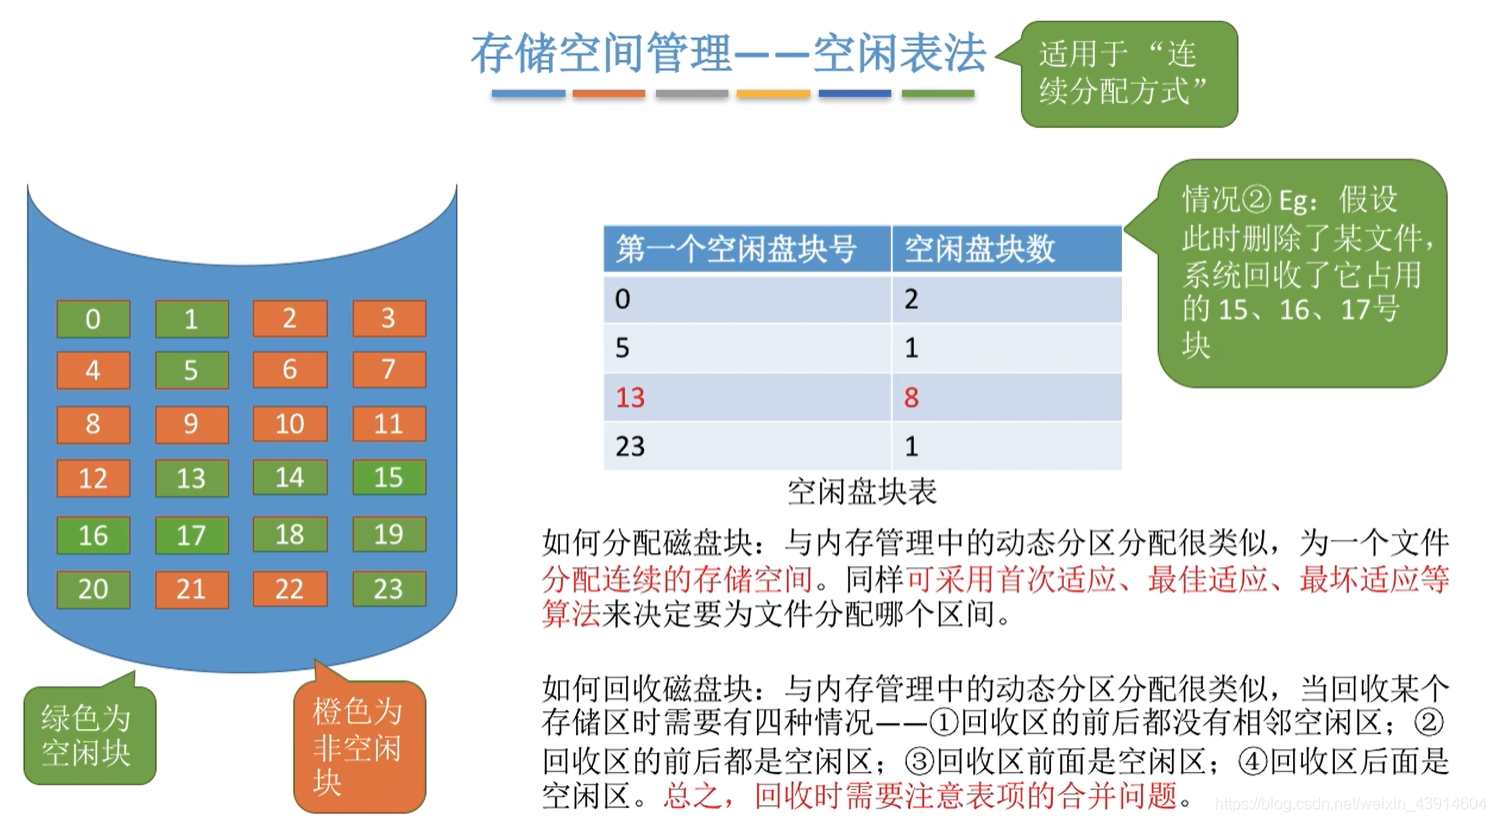 存储空间管理——空闲表法
适用于“连
续分配方式”
情况② Eg：假设
此时删除了某文件，
系统回收了它占用
的 15、16、17号
块
第一个空闲盘块号 空闲盘块数
0 2
5 1
13 8
23 1
空闲盘块表
0 1 2 3
4 5 6 7
8 9 10 11
12 13 14 15
16 17 18 19
20 21 22 23
绿色为
空闲块
橙色为
非空闲
块
如何分配磁盘块：与内存管理中的动态分区分配很类似，为一个文件
分配连续的存储空间。同样可采用首次适应、最佳适应、最坏适应等
算法来决定要为文件分配哪个区间。
如何回收磁盘块：与内存管理中的动态分区分配很类似，当回收某个
存储区时需要有四种情况——①回收区的前后都没有相邻空闲区；②
回收区的前后都是空闲区；③回收区前面是空闲区；④回收区后面是
空闲区。总之，回收时需要注意表项的合并问题。
https://blog.csdn.net/weixin_43914604